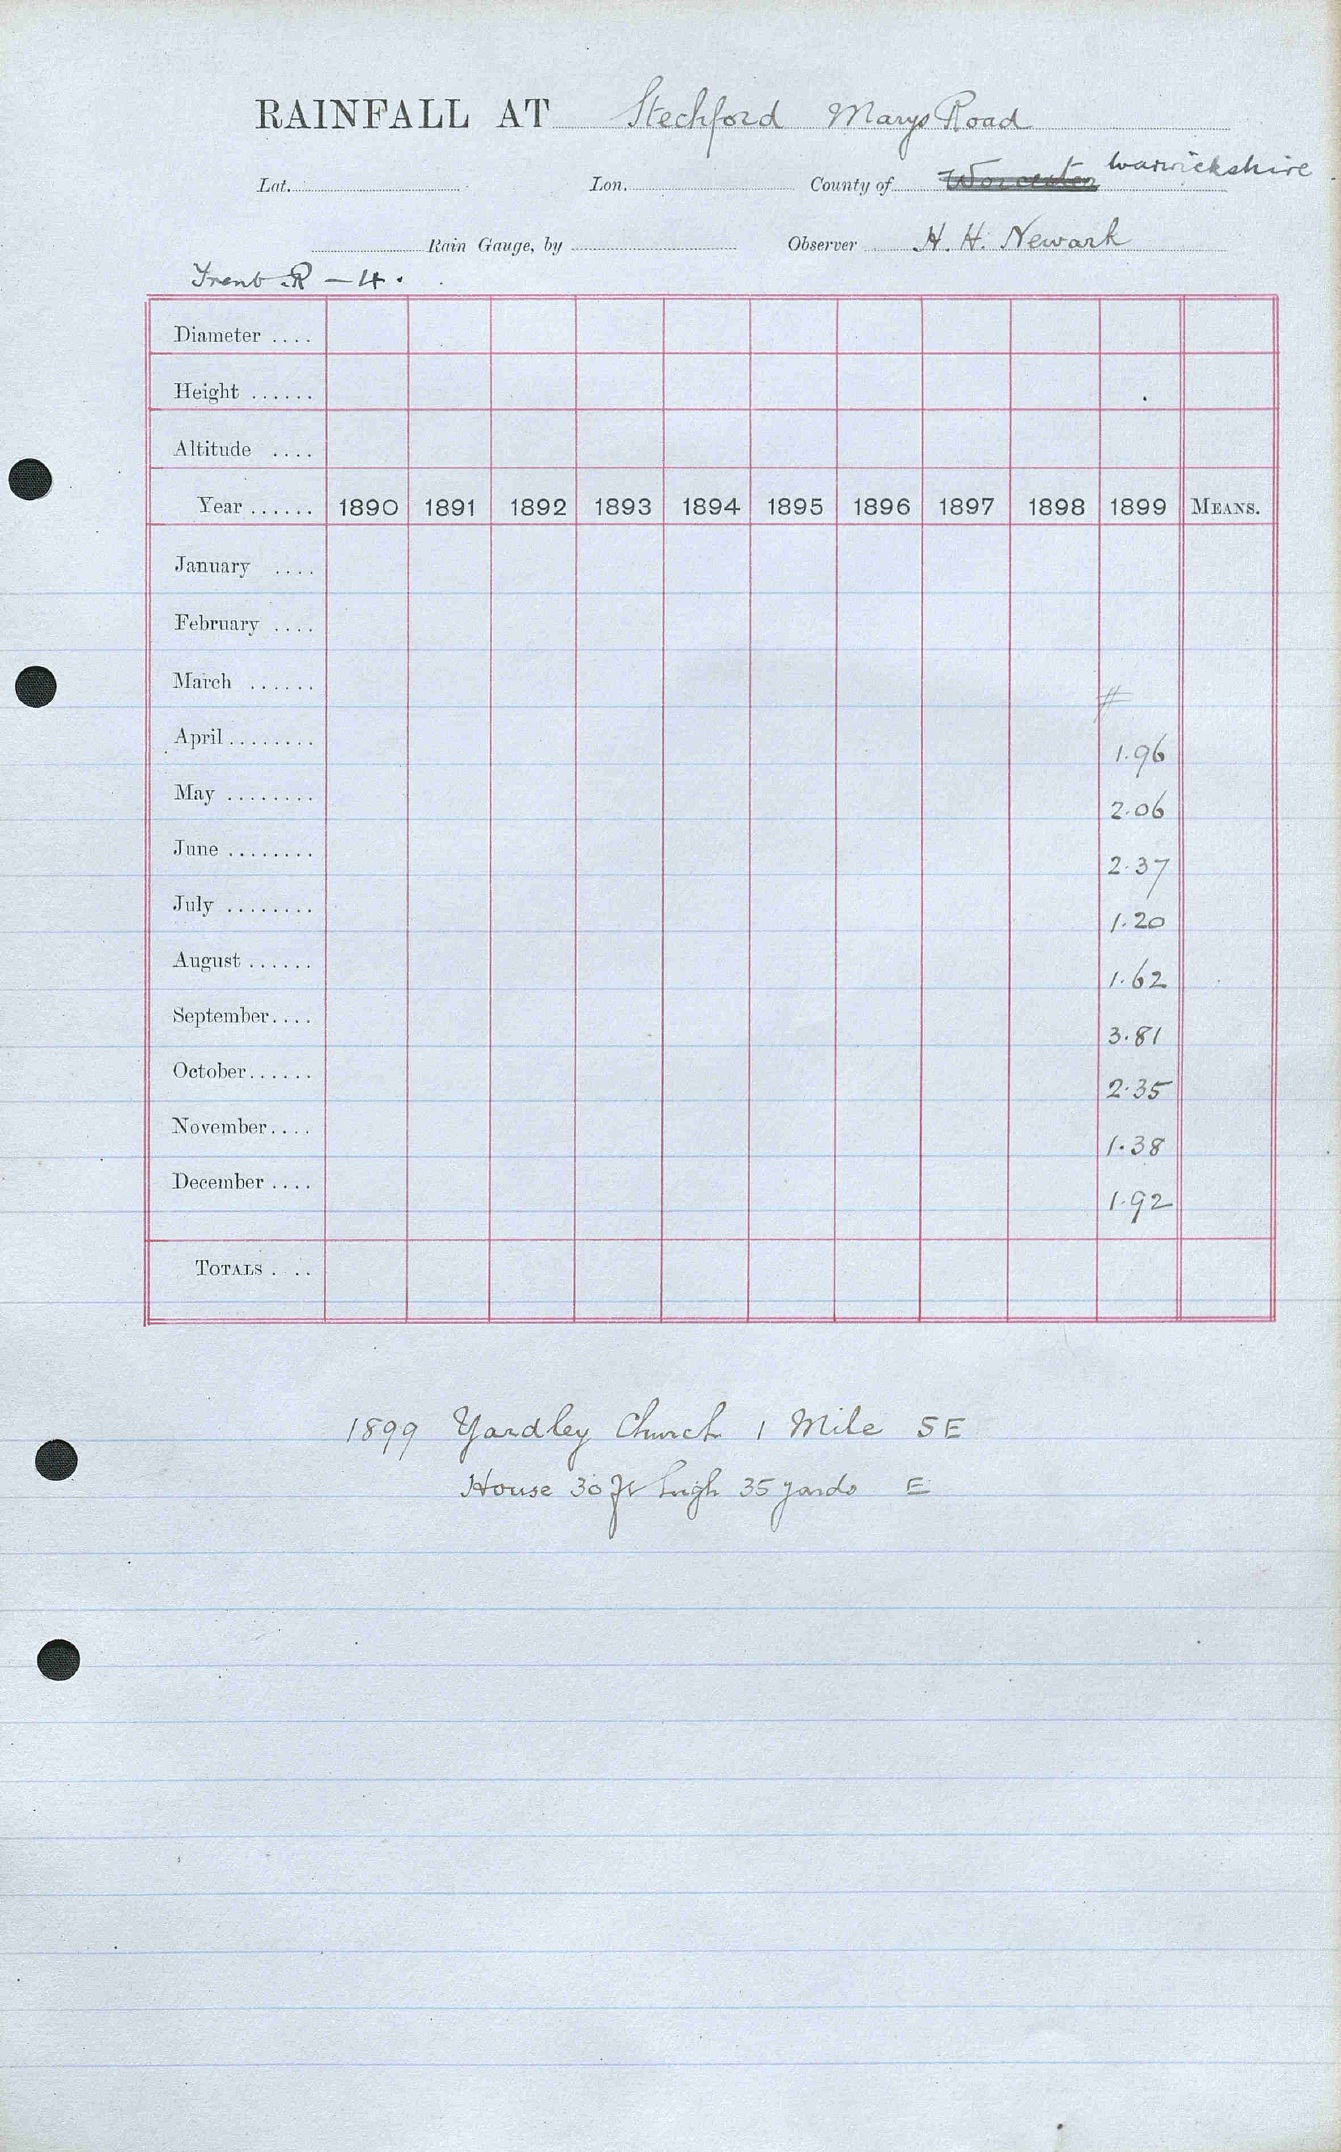 RAINFALL AT Stechford Marys Road
Lat. Lon. County of Worcester Warwickshire
Rain Gauge, by Observer H. H. Newark
Trent R - 4.
Diameter ....
Height ......
Altitude ....
Year ...... 1890 1891 1892 1893 1894 1895 1896 1897 1898 1899 MEANS.
January ....
February ....
March ......
#
April ........ 1.96
May ........ 2.06
June ........ 2.37
July ........ 1.20
August ...... 1.62
September .... 3.81
October ...... 2.35
November .... 1.38
December .... 1.92
TOTALS . ..
1899 Yardley Church 1 Mile SE
House 30 ft high 35 yards E